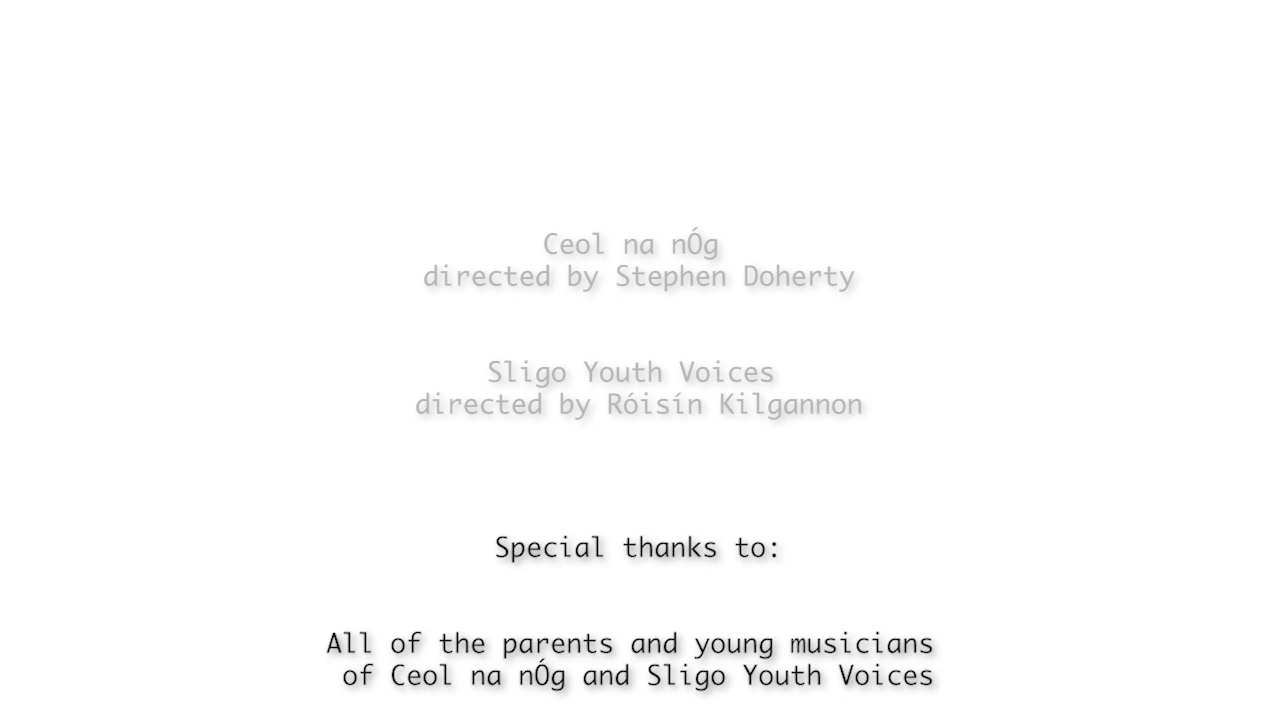 Ceol na nÓg
directed by Stephen Doherty
Sligo Youth Voices
directed by Róisín Kilgannon
Special thanks to:
All of the parents and young musicians
of Ceol na nÓg and Sligo Youth Voices